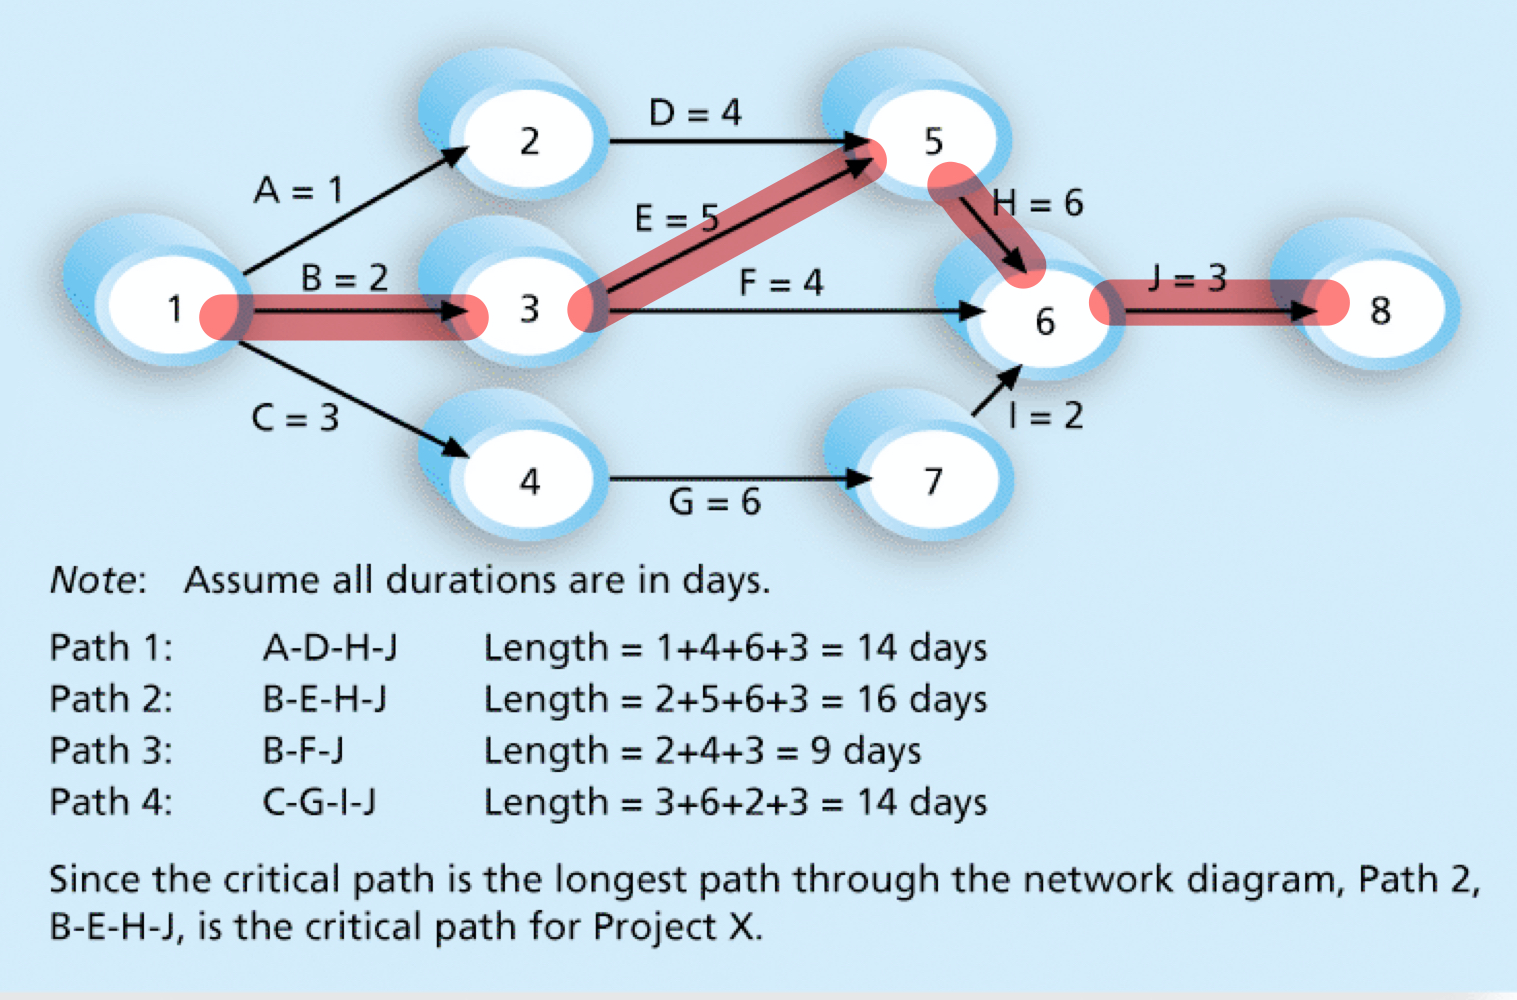 D = 4
2
5
A = 1
E = 5
H = 6
B = 2
F = 4
J = 3
1
3
6
8
C = 3
I = 2
4
7
G = 6
Note: Assume all durations are in days.
Path 1: A-D-H-J Length = 1+4+6+3 = 14 days
Path 2: B-E-H-J Length = 2+5+6+3 = 16 days
Path 3: B-F-J Length = 2+4+3 = 9 days
Path 4: C-G-I-J Length = 3+6+2+3 = 14 days
Since the critical path is the longest path through the network diagram, Path 2,
B-E-H-J, is the critical path for Project X.